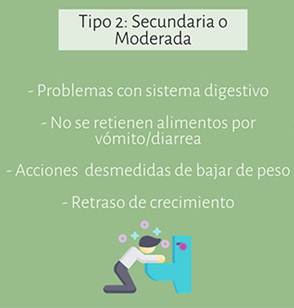 Tipo 2: Secundaria o
Moderada
- Problemas con sistema digestivo
- No se retienen alimentos por
vómito/diarrea
- Acciones desmedidas de bajar de peso
- Retraso de crecimiento